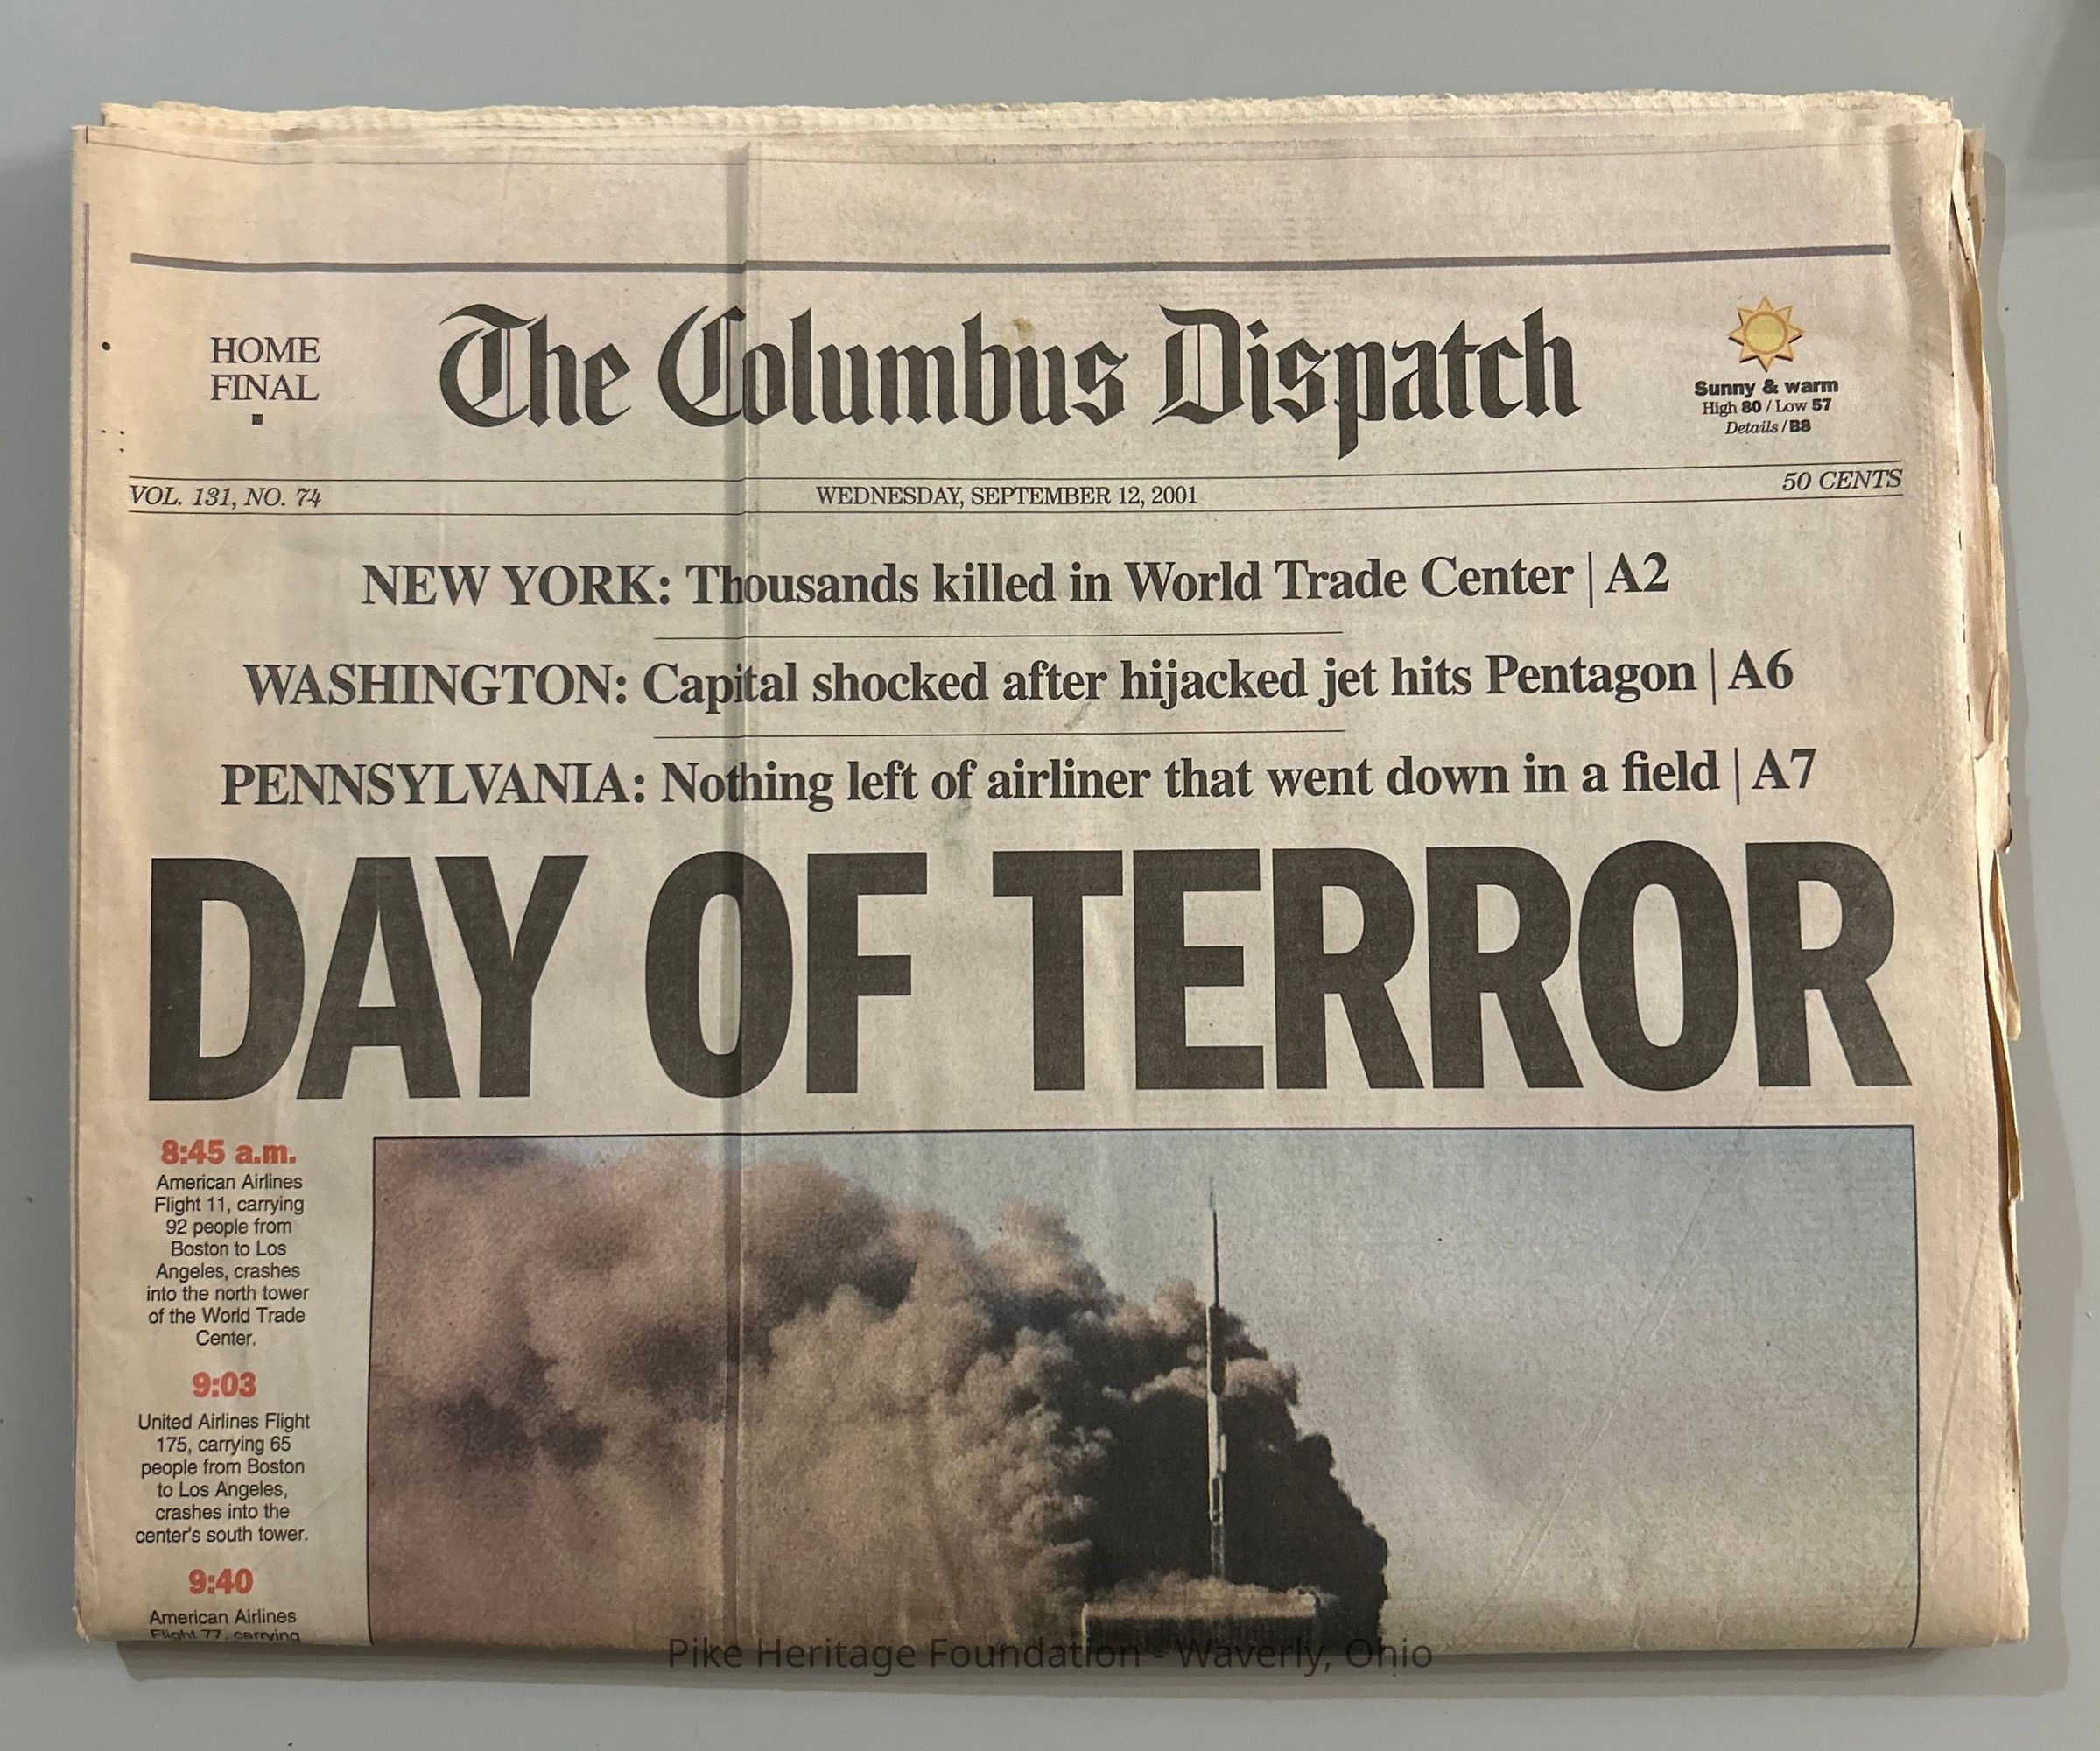 HOME
FINAL
The Columbus Dispatch
Sunny & warm
High 80 / Low 57
Details / B8
VOL. 131, NO. 74
WEDNESDAY, SEPTEMBER 12, 2001
50 CENTS
NEW YORK: Thousands killed in World Trade Center | A2
WASHINGTON: Capital shocked after hijacked jet hits Pentagon | A6
PENNSYLVANIA: Nothing left of airliner that went down in a field | A7
DAY OF TERROR
8:45 a.m.
American Airlines
Flight 11, carrying
92 people from
Boston to Los
Angeles, crashes
into the north tower
of the World Trade
Center.
9:03
United Airlines Flight
175, carrying 65
people from Boston
to Los Angeles,
crashes into the
center's south tower.
9:40
American Airlines
Flight 77, carrying
Pike Heritage Foundation - Waverly, Ohio